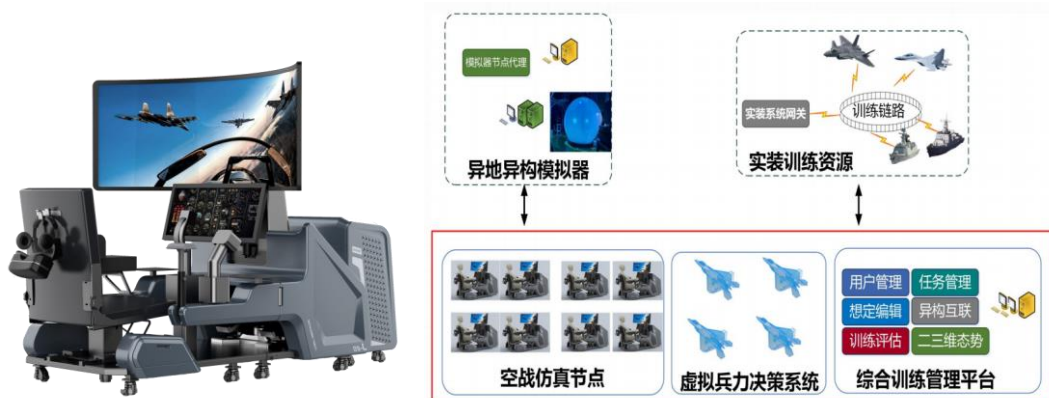 模拟器节点代理
异地异构模拟器
实装系统网关
训练链路
实装训练资源
空战仿真节点
虚拟兵力决策系统
用户管理
任务管理
想定编辑
异构互联
训练评估
二三维态势
综合训练管理平台